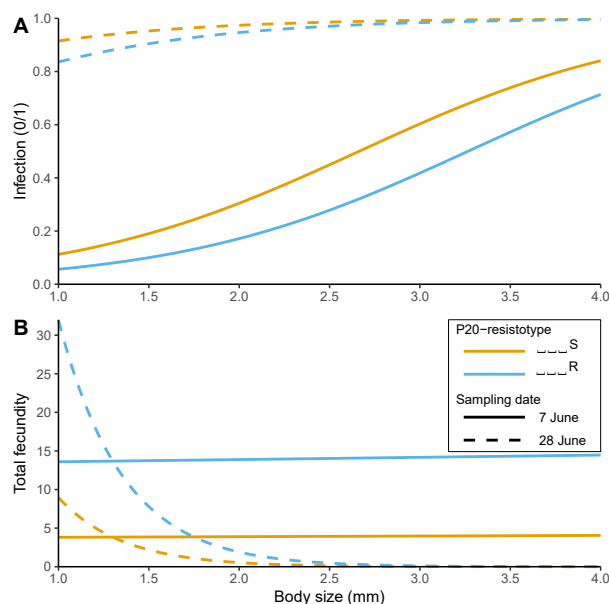 A
1.0
0.8
0.6
0.4
0.2
0.0
Infection (0/1)
1.0 1.5 2.0 2.5 3.0 3.5 4.0
B
30
25
20
15
10
5
0
Total fecundity
P20−resistotype
⎵⎵⎵S
⎵⎵⎵R
Sampling date
7 June
28 June
1.0 1.5 2.0 2.5 3.0 3.5 4.0
Body size (mm)